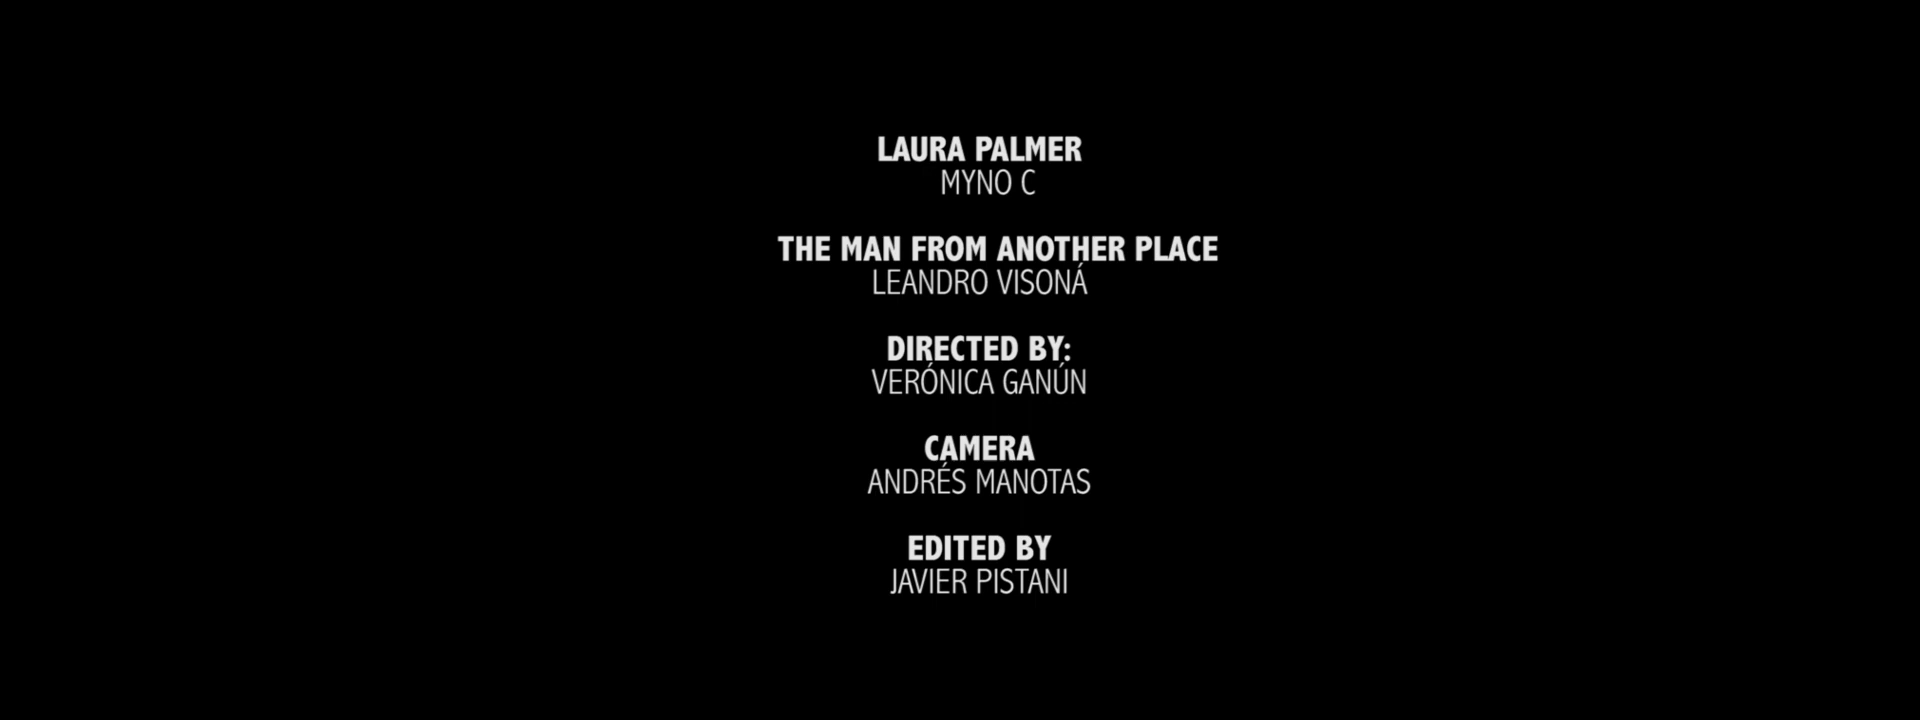 LAURA PALMER
MYNO C
THE MAN FROM ANOTHER PLACE
LEANDRO VISONÁ
DIRECTED BY:
VERÓNICA GANÚN
CAMERA
ANDRÉS MANOTAS
EDITED BY
JAVIER PISTANI